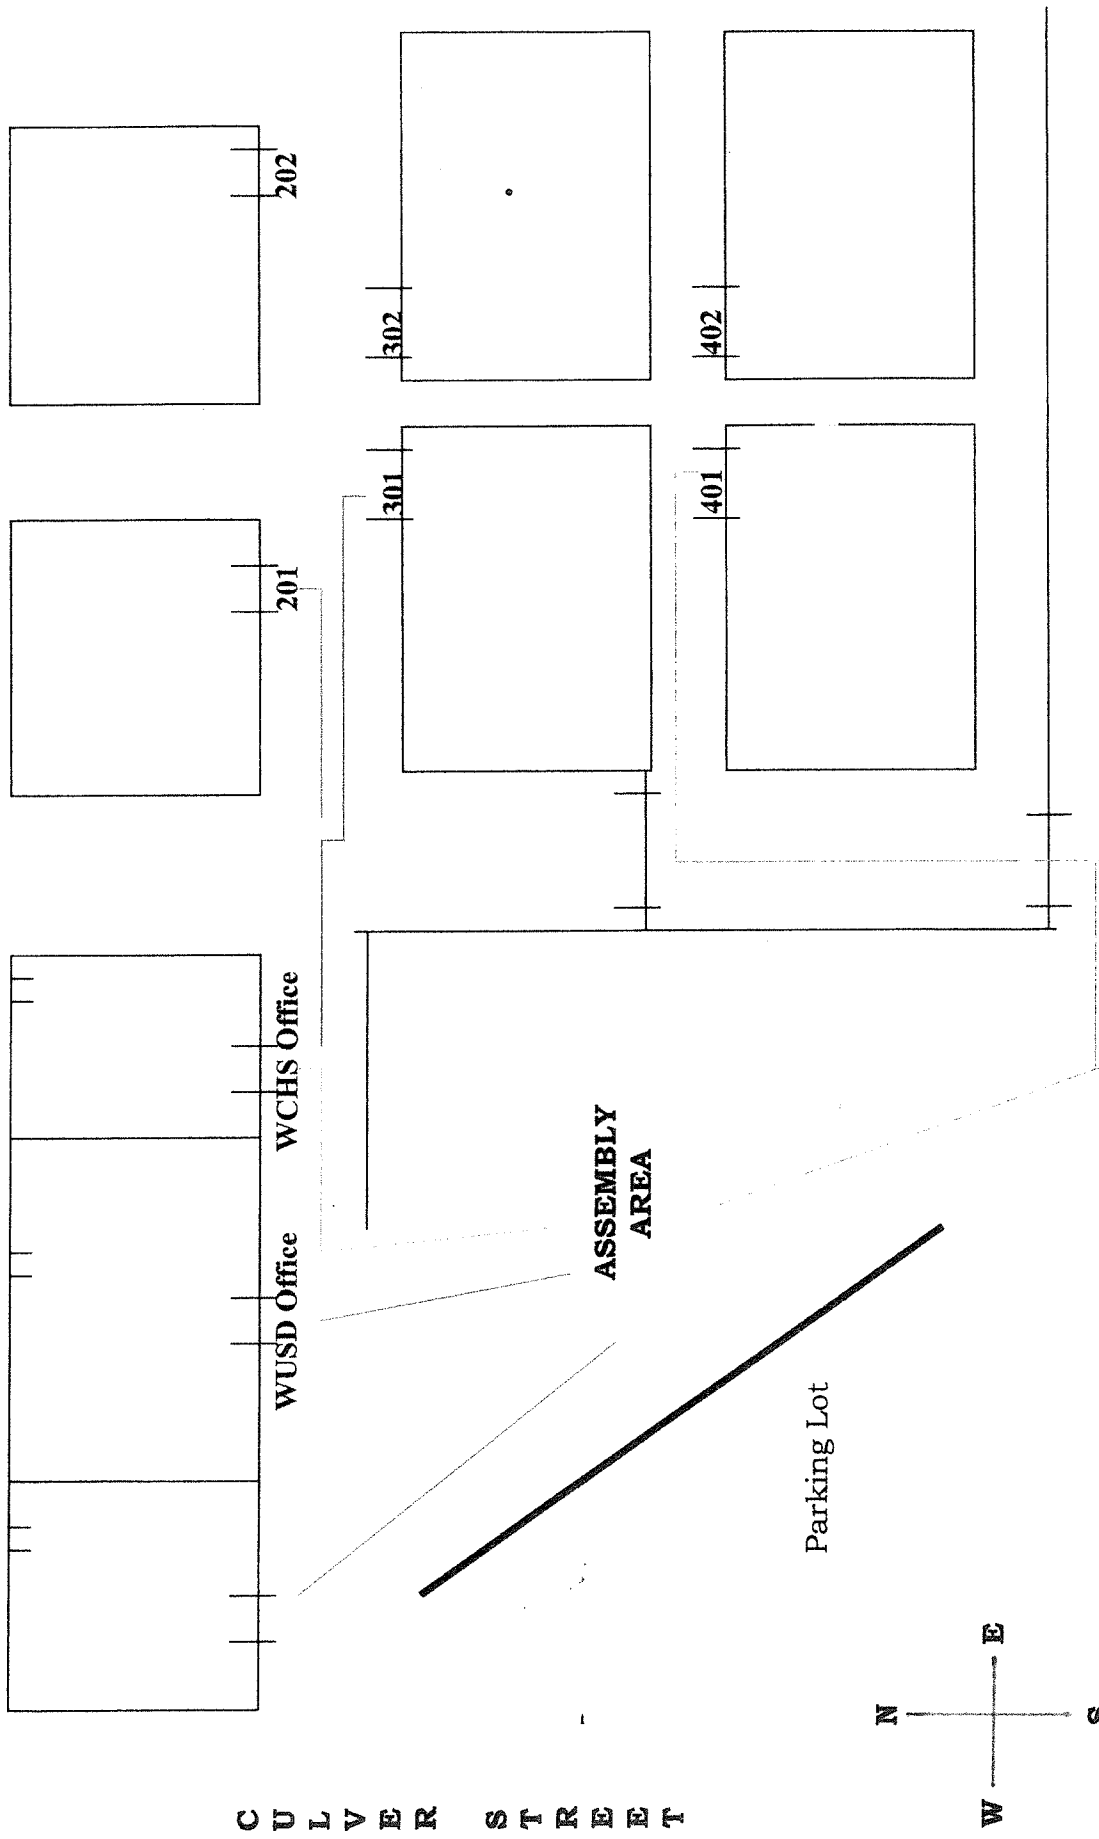 CULVER STREET
WUSD Office
WCHS Office
201
202
301
302
ASSEMBLY
AREA
401
402
Parking Lot
N
W
E
S